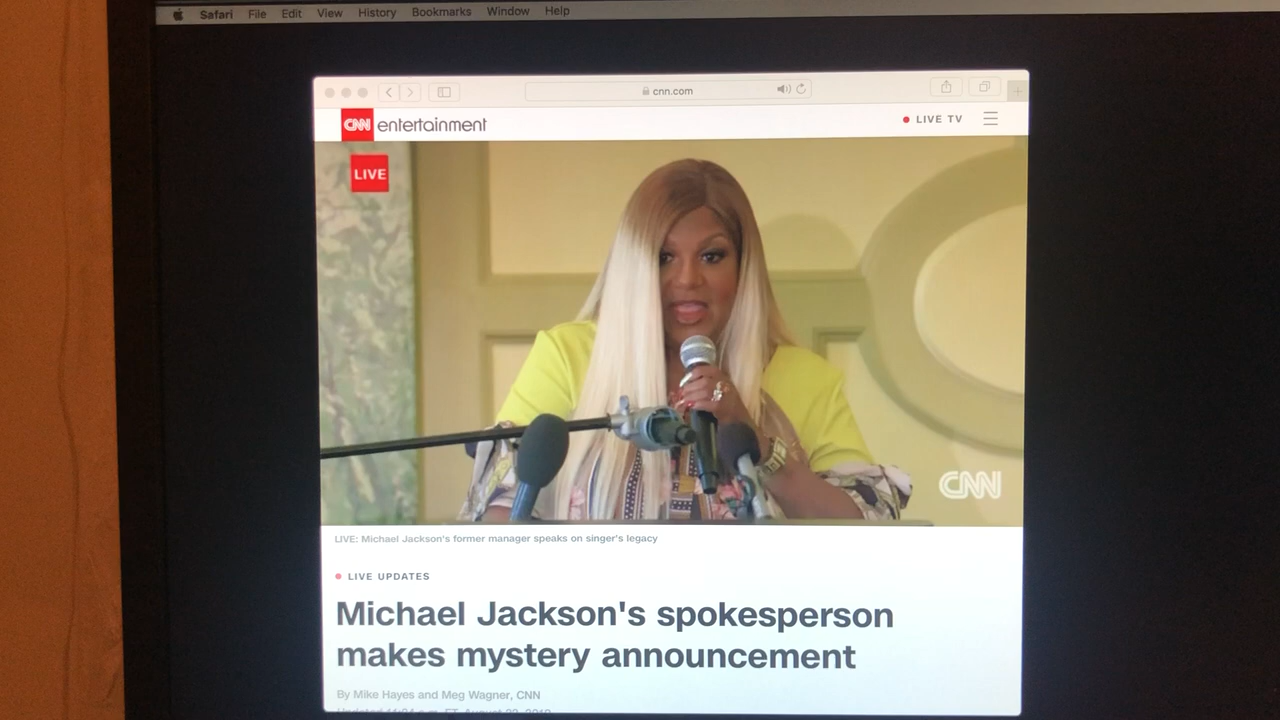 Safari File Edit View History Bookmarks Window Help
cnn.com
CNN entertainment
LIVE TV
LIVE
CNN
LIVE: Michael Jackson's former manager speaks on singer's legacy
LIVE UPDATES
Michael Jackson's spokesperson
makes mystery announcement
By Mike Hayes and Meg Wagner, CNN